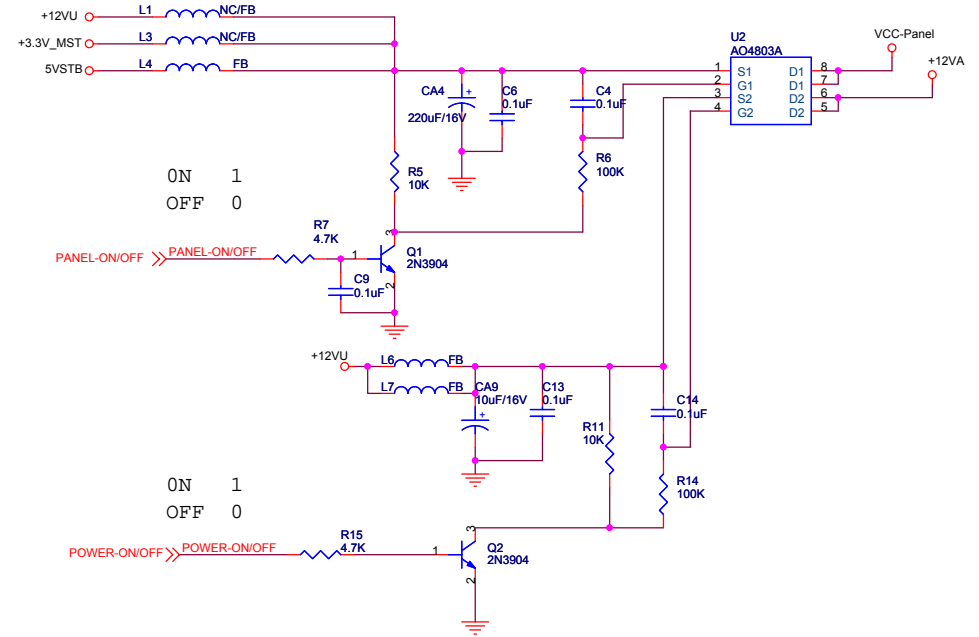 +12VU L1 NC/FB
+3.3V_MST L3 NC/FB
5VSTB L4 FB
U2
AO4803A
VCC-Panel
+12VA
1 S1 D1 8
2 G1 D1 7
3 S2 D2 6
4 G2 D2 5
CA4
+
220uF/16V
C6
0.1uF
C4
0.1uF
R5
10K
R6
100K
ON 1
OFF 0
R7
4.7K
PANEL-ON/OFF PANEL-ON/OFF
1
3
2
Q1
2N3904
C9
0.1uF
+12VU L6 FB
L7 FB
CA9
10uF/16V
+
C13
0.1uF
C14
0.1uF
R11
10K
R14
100K
ON 1
OFF 0
R15
4.7K
POWER-ON/OFF POWER-ON/OFF
1
3
2
Q2
2N3904